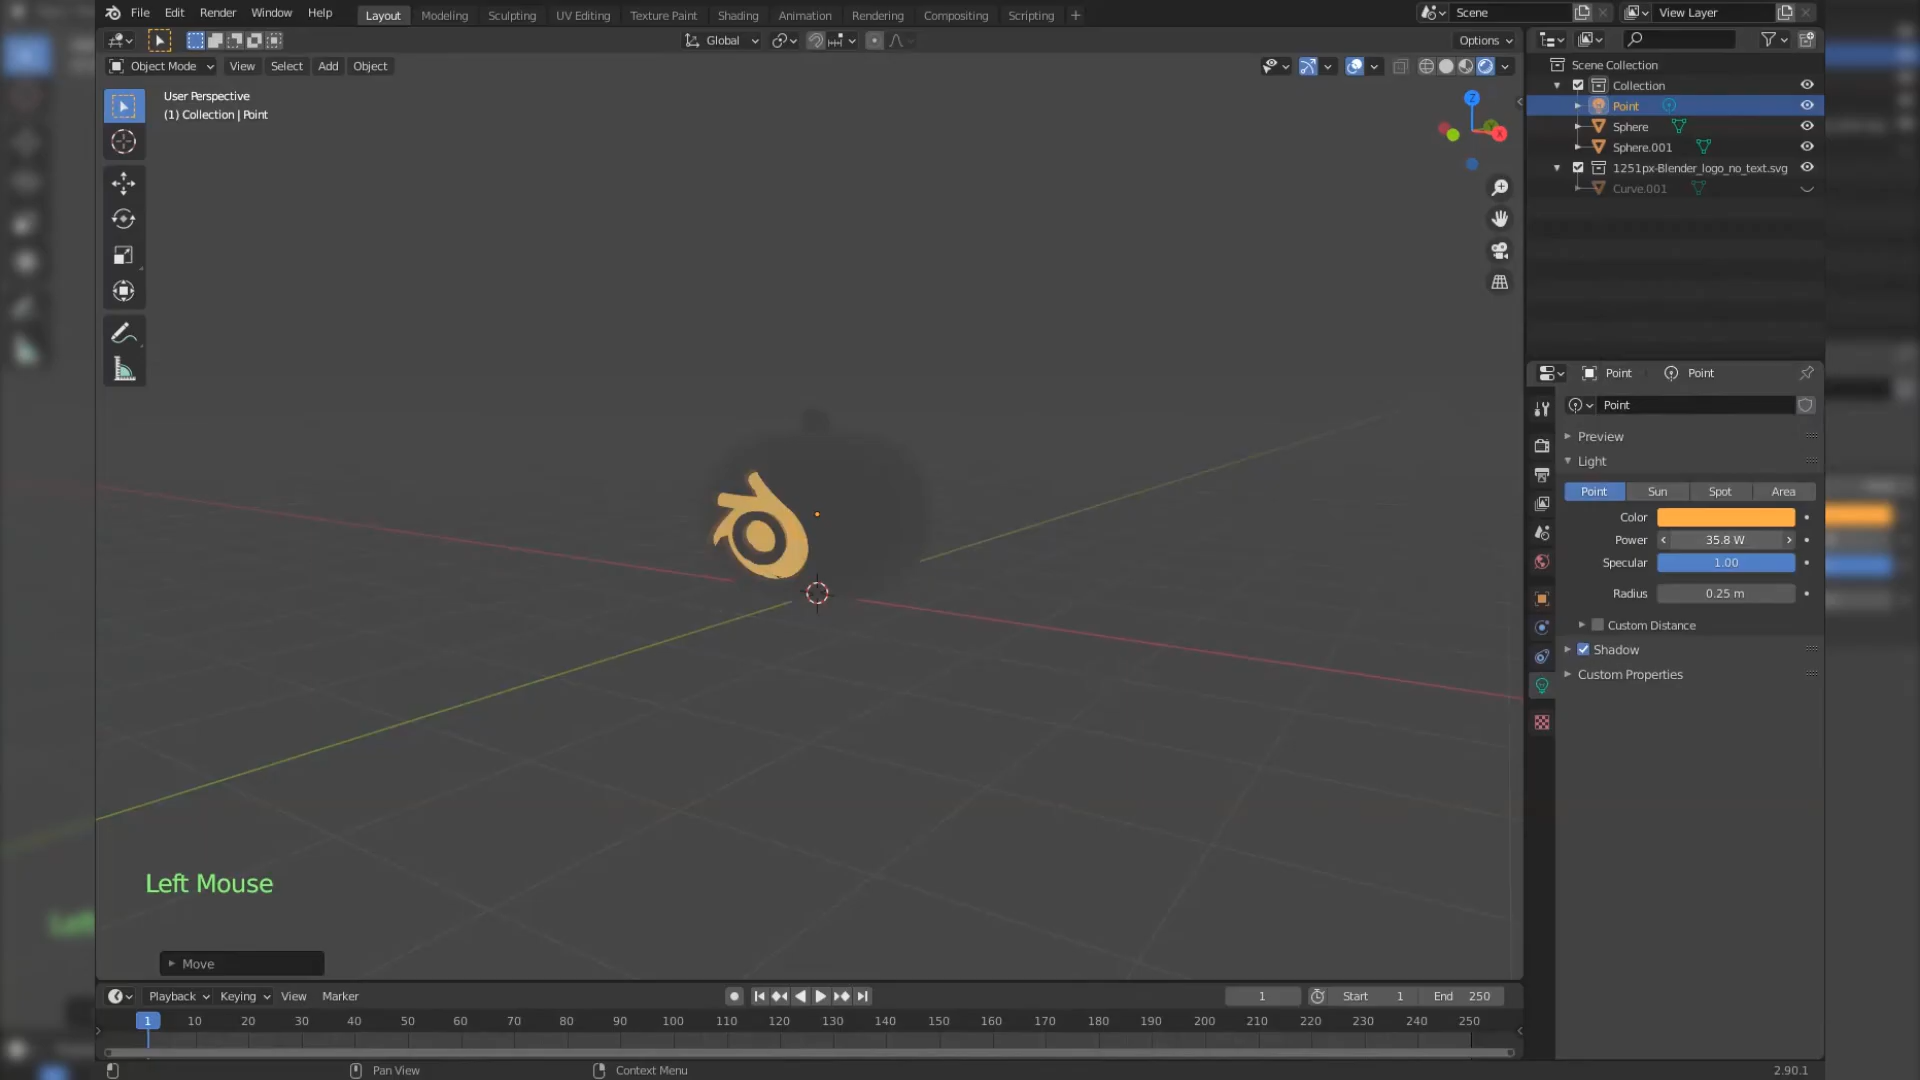 File Edit Render Window Help Layout Modeling Sculpting UV Editing Texture Paint Shading Animation Rendering Compositing Scripting + Scene View Layer
Global Options
Object Mode View Select Add Object
User Perspective
(1) Collection | Point
Z
Y
X
Scene Collection
Collection
Point
Sphere
Sphere.001
1251px-Blender_logo_no_text.svg
Curve.001
Point Point
Point
Preview
Light
Point Sun Spot Area
Color
Power 35.8 W
Specular 1.00
Radius 0.25 m
Custom Distance
Shadow
Custom Properties
Left Mouse
Move
Playback Keying View Marker 1 Start 1 End 250
1 10 20 30 40 50 60 70 80 90 100 110 120 130 140 150 160 170 180 190 200 210 220 230 240 250
Pan View Context Menu 2.90.1